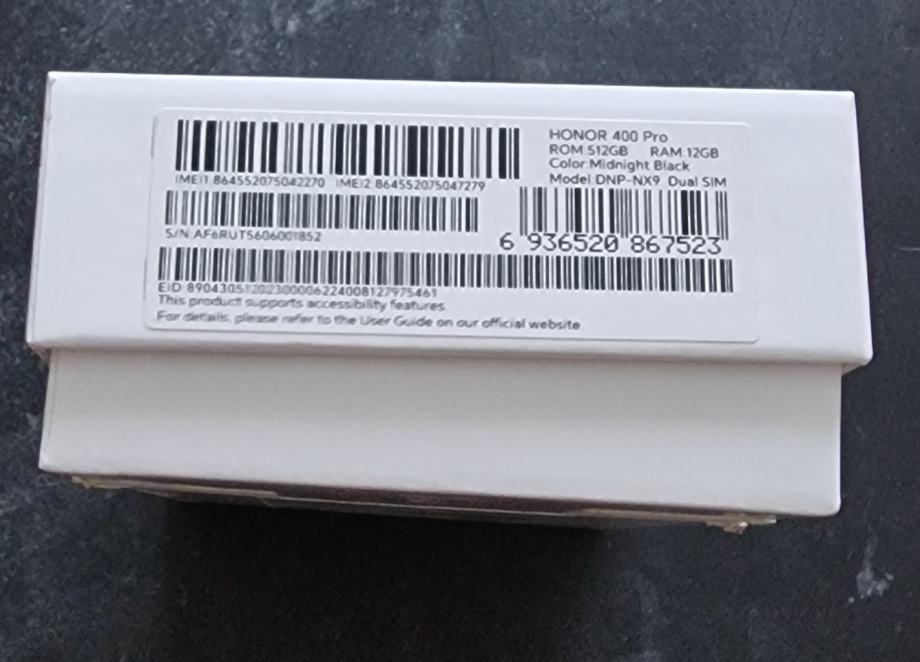 HONOR 400 Pro
ROM:512GB RAM:12GB
Color:Midnight Black
Model:DNP-NX9 Dual SIM
IMEI1:864552075042270 IMEI2:864552075047279
6 936520 867523
S/N:AF6RUT5606001852
EID:
This product supports accessibility features.
For details, please refer to the User Guide on our official website.